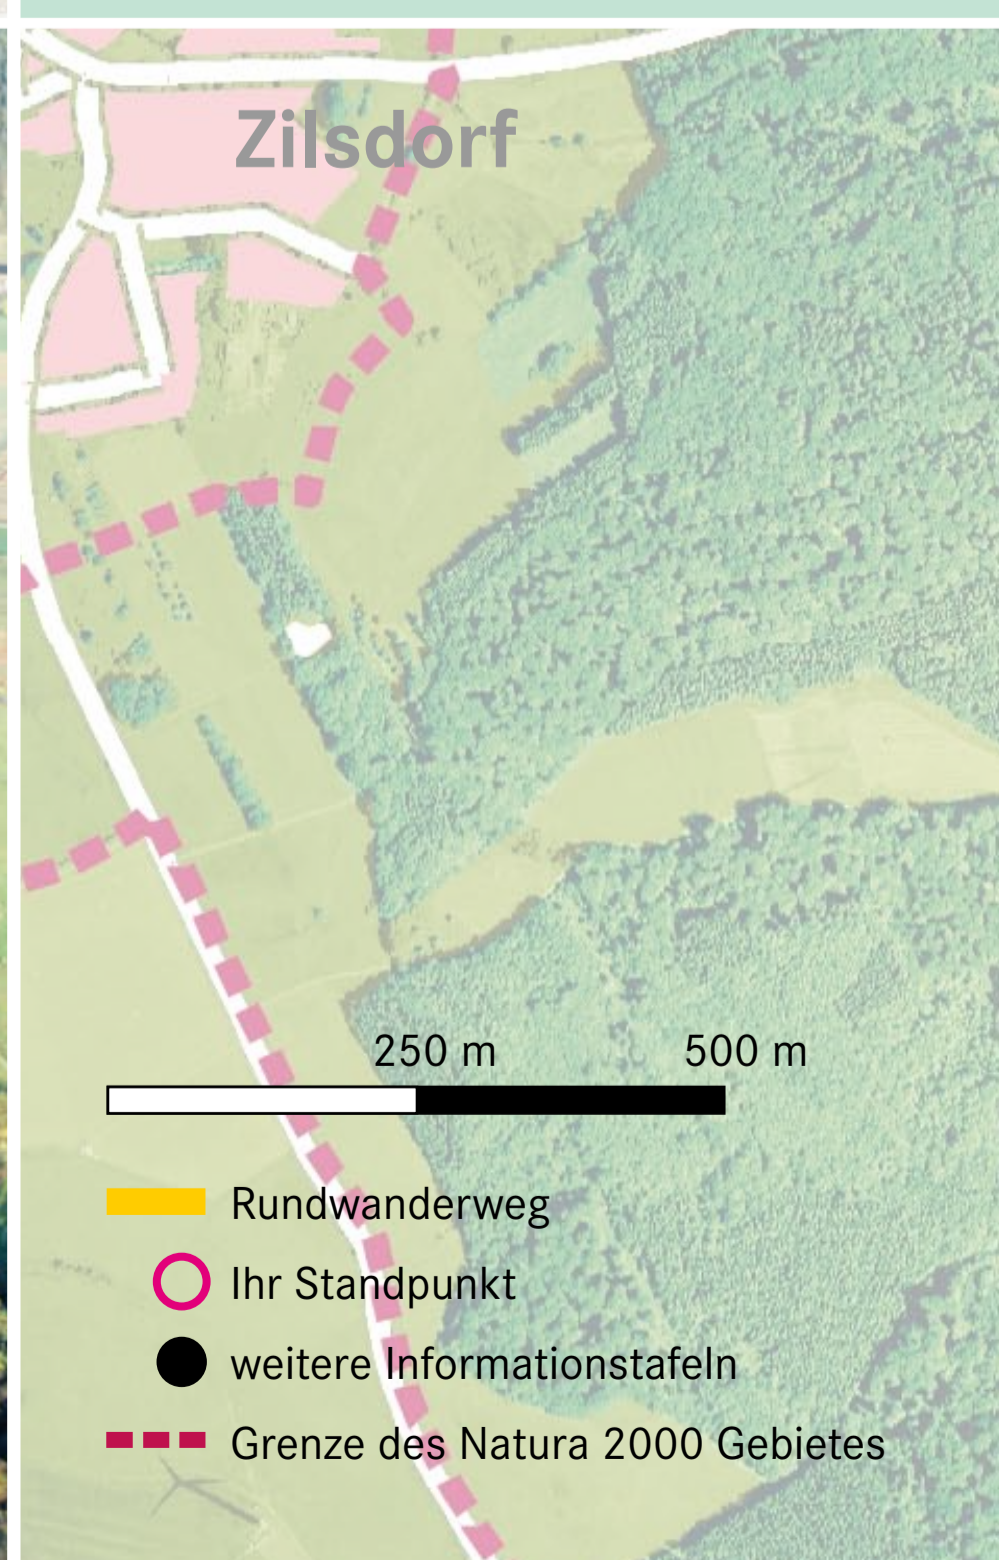 Zilsdorf
250 m 500 m
Rundwanderweg
Ihr Standpunkt
weitere Informationstafeln
Grenze des Natura 2000 Gebietes